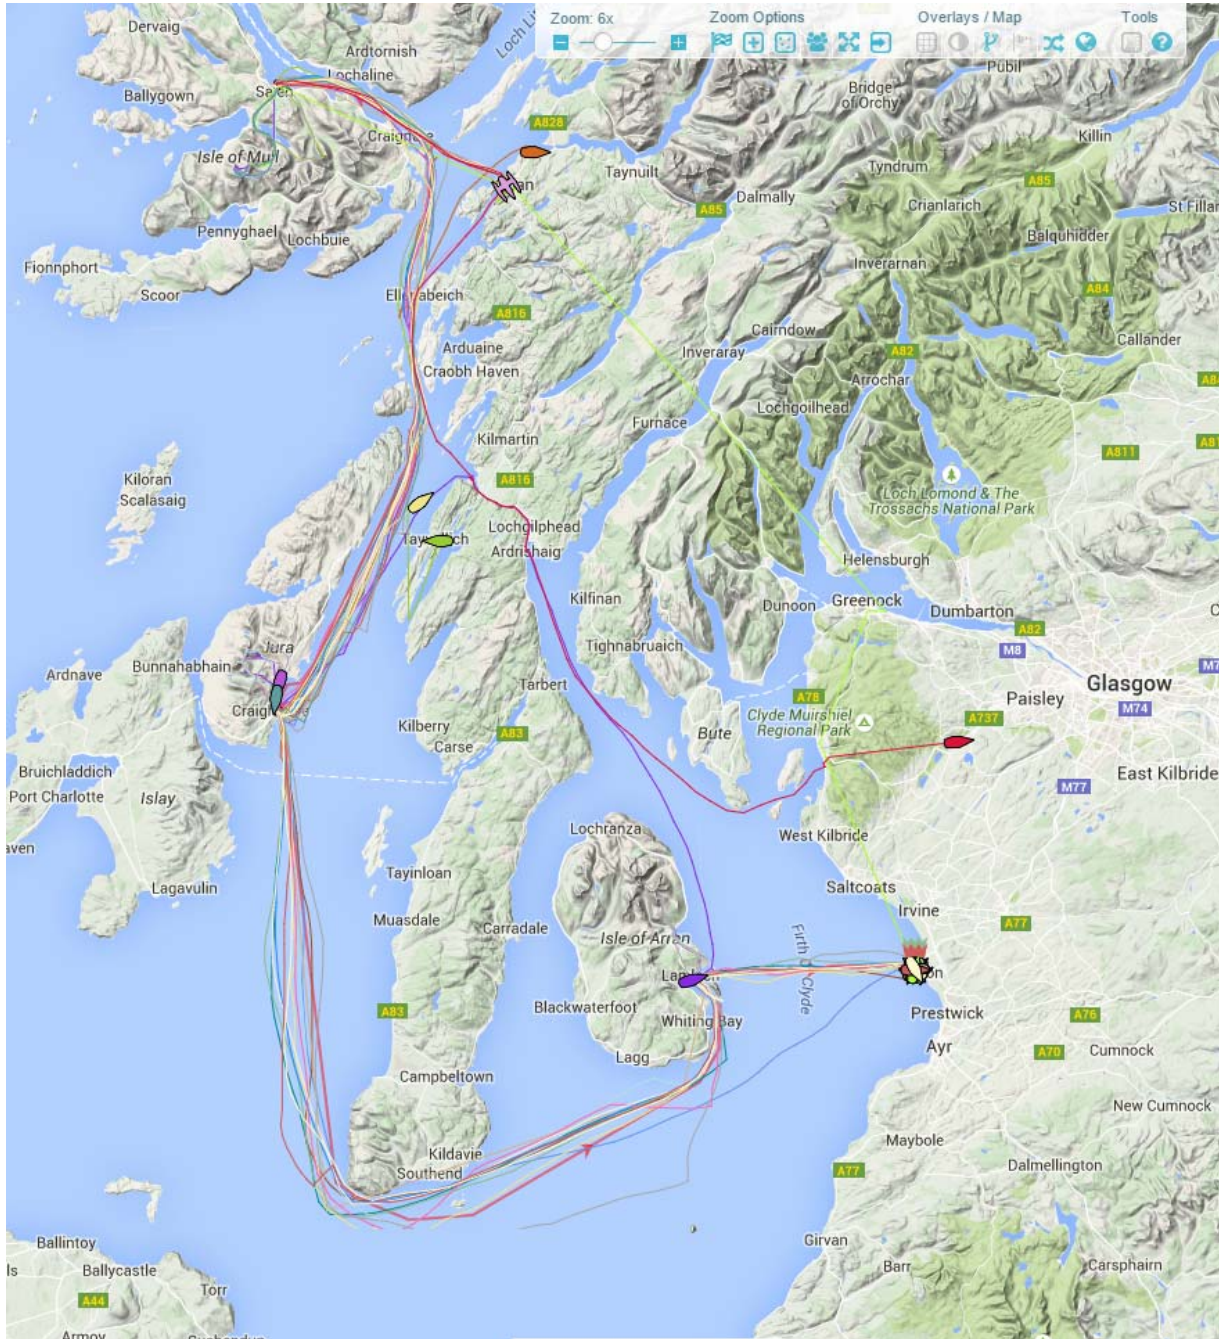 Zoom: 6x
Zoom Options
Overlays / Map
Tools
Dervaig
Ardtornish
Lochaline
Ballygown
A828
Bridge
of Orchy
Killin
Isle of Mull
Taynuilt
Tyndrum
A85
Dalmally
A85
Crianlarich
Pennyghael
Lochbuie
Balquhidder
Fionnphort
Inverarnan
Scoor
A84
A816
Cairndow
Callander
Arduaine
Inveraray
A82
Craobh Haven
Arrochar
Lochgoilhead
Furnace
Kilmartin
A811
Kiloran
A816
Scalasaig
Loch Lomond & The
Trossachs National Park
Lochgilphead
Ardrishaig
Helensburgh
Kilfinan
Dunoon
Greenock
Dumbarton
A82
Jura
Tighnabruaich
M8
Bunnahabhain
Ardnave
Tarbert
Glasgow
A78
Paisley
M74
Kilberry
Clyde Muirshiel
Regional Park
A737
Bute
A83
Carse
Bruichladdich
East Kilbride
Port Charlotte
Islay
M77
Lochranza
West Kilbride
Tayinloan
Lagavulin
Saltcoats
Irvine
Muasdale
A77
Carradale
Isle of Arran
Firth of Clyde
Blackwaterfoot
A83
Whiting Bay
Prestwick
A76
Ayr
A70
Cumnock
Lagg
Campbeltown
New Cumnock
Maybole
Kildavie
Southend
A77
Dalmellington
Ballintoy
Girvan
Ballycastle
Barr
Carsphairn
Torr
A44
Armoy